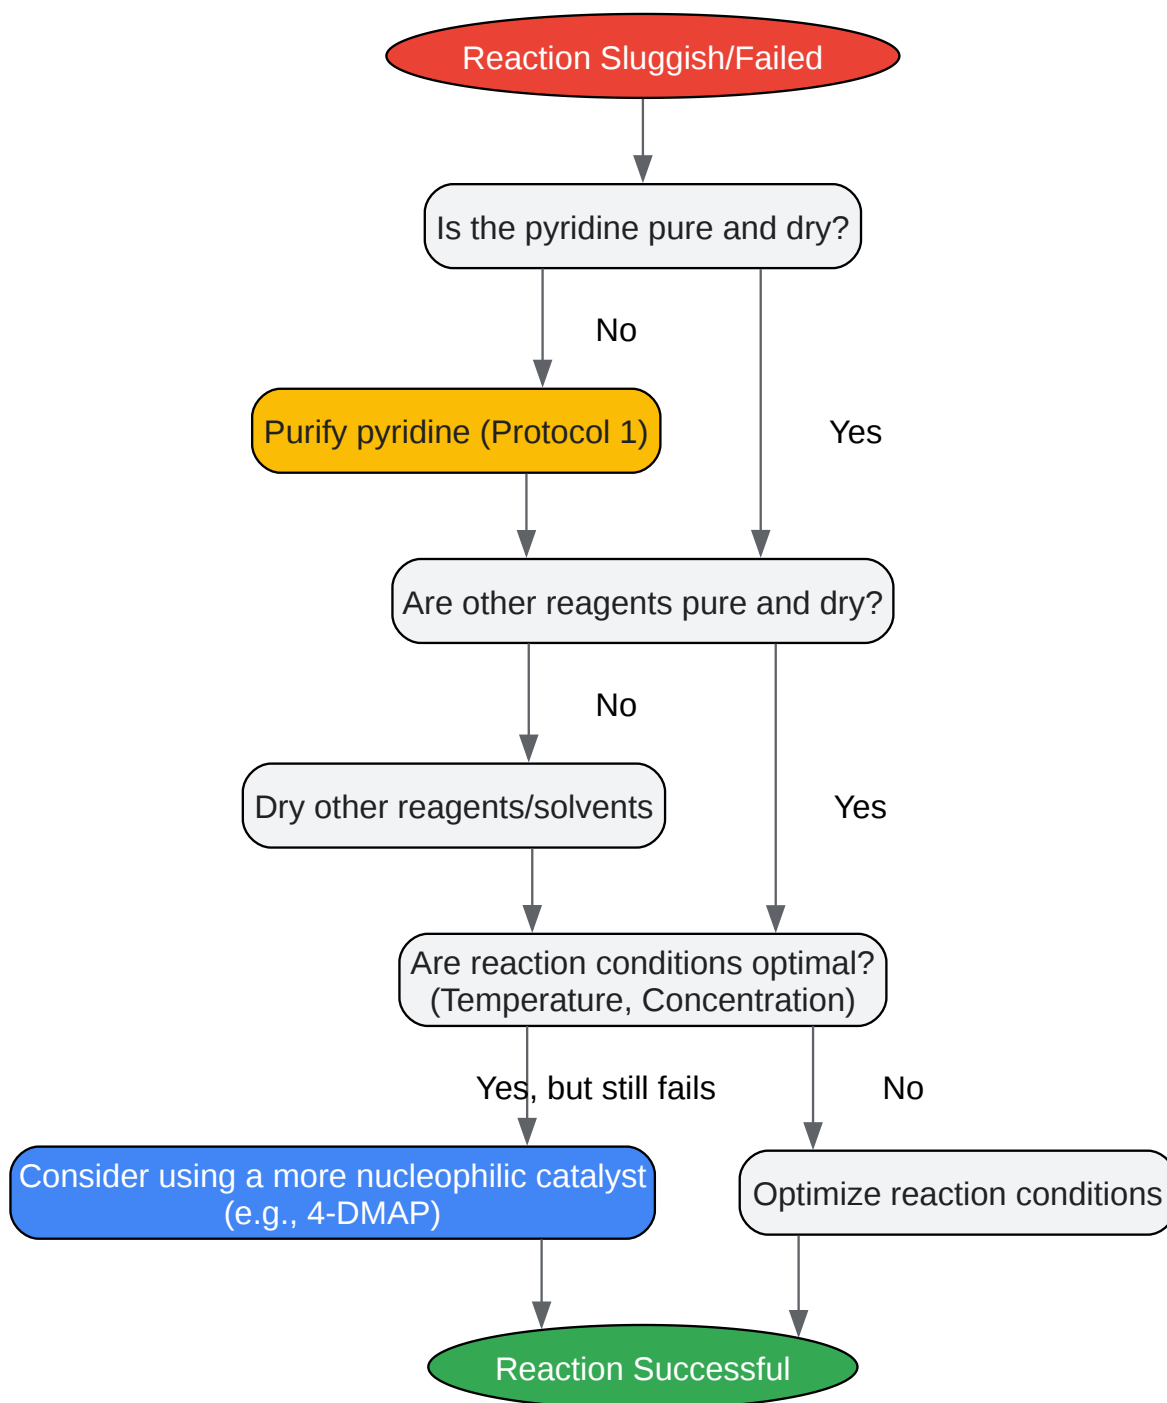 Reaction Sluggish/Failed
Is the pyridine pure and dry?
No
Purify pyridine (Protocol 1)
Yes
Are other reagents pure and dry?
No
Dry other reagents/solvents
Yes
Are reaction conditions optimal?
(Temperature, Concentration)
Yes, but still fails
No
Consider using a more nucleophilic catalyst
(e.g., 4-DMAP)
Optimize reaction conditions
Reaction Successful